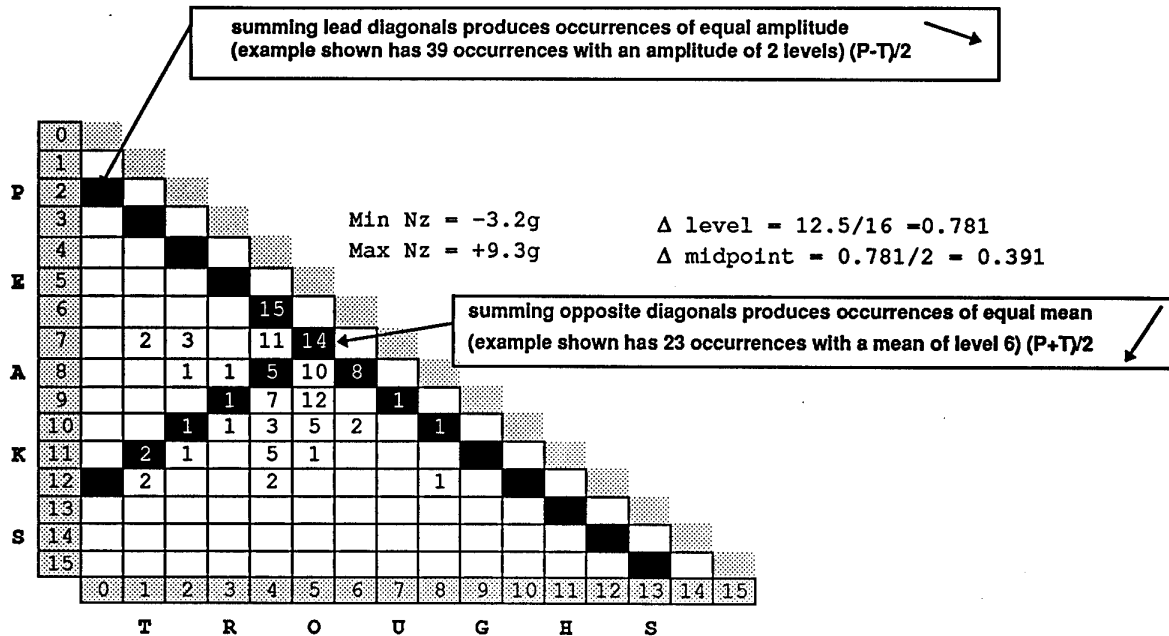 summing lead diagonals produces occurrences of equal amplitude
(example shown has 39 occurrences with an amplitude of 2 levels) (P-T)/2
0
1
P 2
3
Min Nz = -3.2g Δ level = 12.5/16 =0.781
4
Max Nz = +9.3g Δ midpoint = 0.781/2 = 0.391
E 5
6 15
summing opposite diagonals produces occurrences of equal mean
(example shown has 23 occurrences with a mean of level 6) (P+T)/2
7 2 3 11 14
A 8 1 1 5 10 8
9 1 7 12 1
10 1 1 3 5 2 1
K 11 2 1 5 1
12 2 2 1
13
S 14
15
0 1 2 3 4 5 6 7 8 9 10 11 12 13 14 15
T R O U G H S